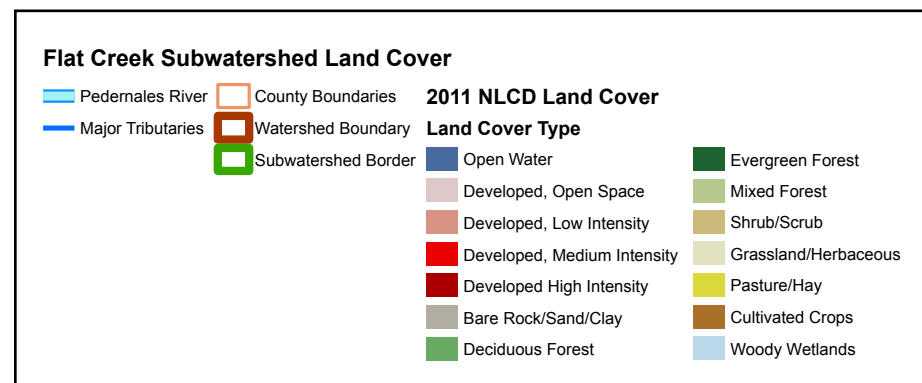 Flat Creek Subwatershed Land Cover
Pedernales River
Major Tributaries
County Boundaries
Watershed Boundary
Subwatershed Border
2011 NLCD Land Cover
Land Cover Type
Open Water
Developed, Open Space
Developed, Low Intensity
Developed, Medium Intensity
Developed High Intensity
Bare Rock/Sand/Clay
Deciduous Forest
Evergreen Forest
Mixed Forest
Shrub/Scrub
Grassland/Herbaceous
Pasture/Hay
Cultivated Crops
Woody Wetlands